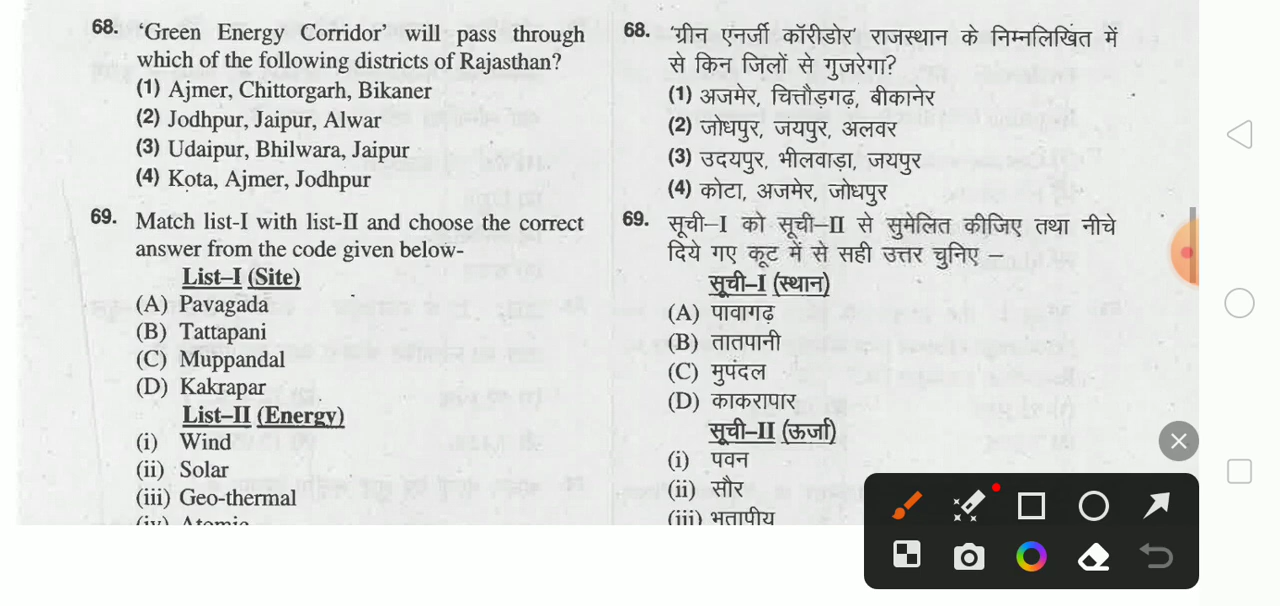 68. 'Green Energy Corridor' will pass through
which of the following districts of Rajasthan?
(1) Ajmer, Chittorgarh, Bikaner
(2) Jodhpur, Jaipur, Alwar
(3) Udaipur, Bhilwara, Jaipur
(4) Kota, Ajmer, Jodhpur
69. Match list-I with list-II and choose the correct
answer from the code given below-
List–I (Site)
(A) Pavagada
(B) Tattapani
(C) Muppandal
(D) Kakrapar
List–II (Energy)
(i) Wind
(ii) Solar
(iii) Geo-thermal
(iv) Atomic
68. 'ग्रीन एनर्जी कॉरीडोर' राजस्थान के निम्नलिखित में
से किन जिलों से गुजरेगा?
(1) अजमेर, चित्तौड़गढ़, बीकानेर
(2) जोधपुर, जयपुर, अलवर
(3) उदयपुर, भीलवाड़ा, जयपुर
(4) कोटा, अजमेर, जोधपुर
69. सूची–I को सूची–II से सुमेलित कीजिए तथा नीचे
दिये गए कूट में से सही उत्तर चुनिए –
सूची–I (स्थान)
(A) पावागढ़
(B) तातपानी
(C) मुपंदल
(D) काकरापार
सूची–II (ऊर्जा)
(i) पवन
(ii) सौर
(iii) भूतापीय